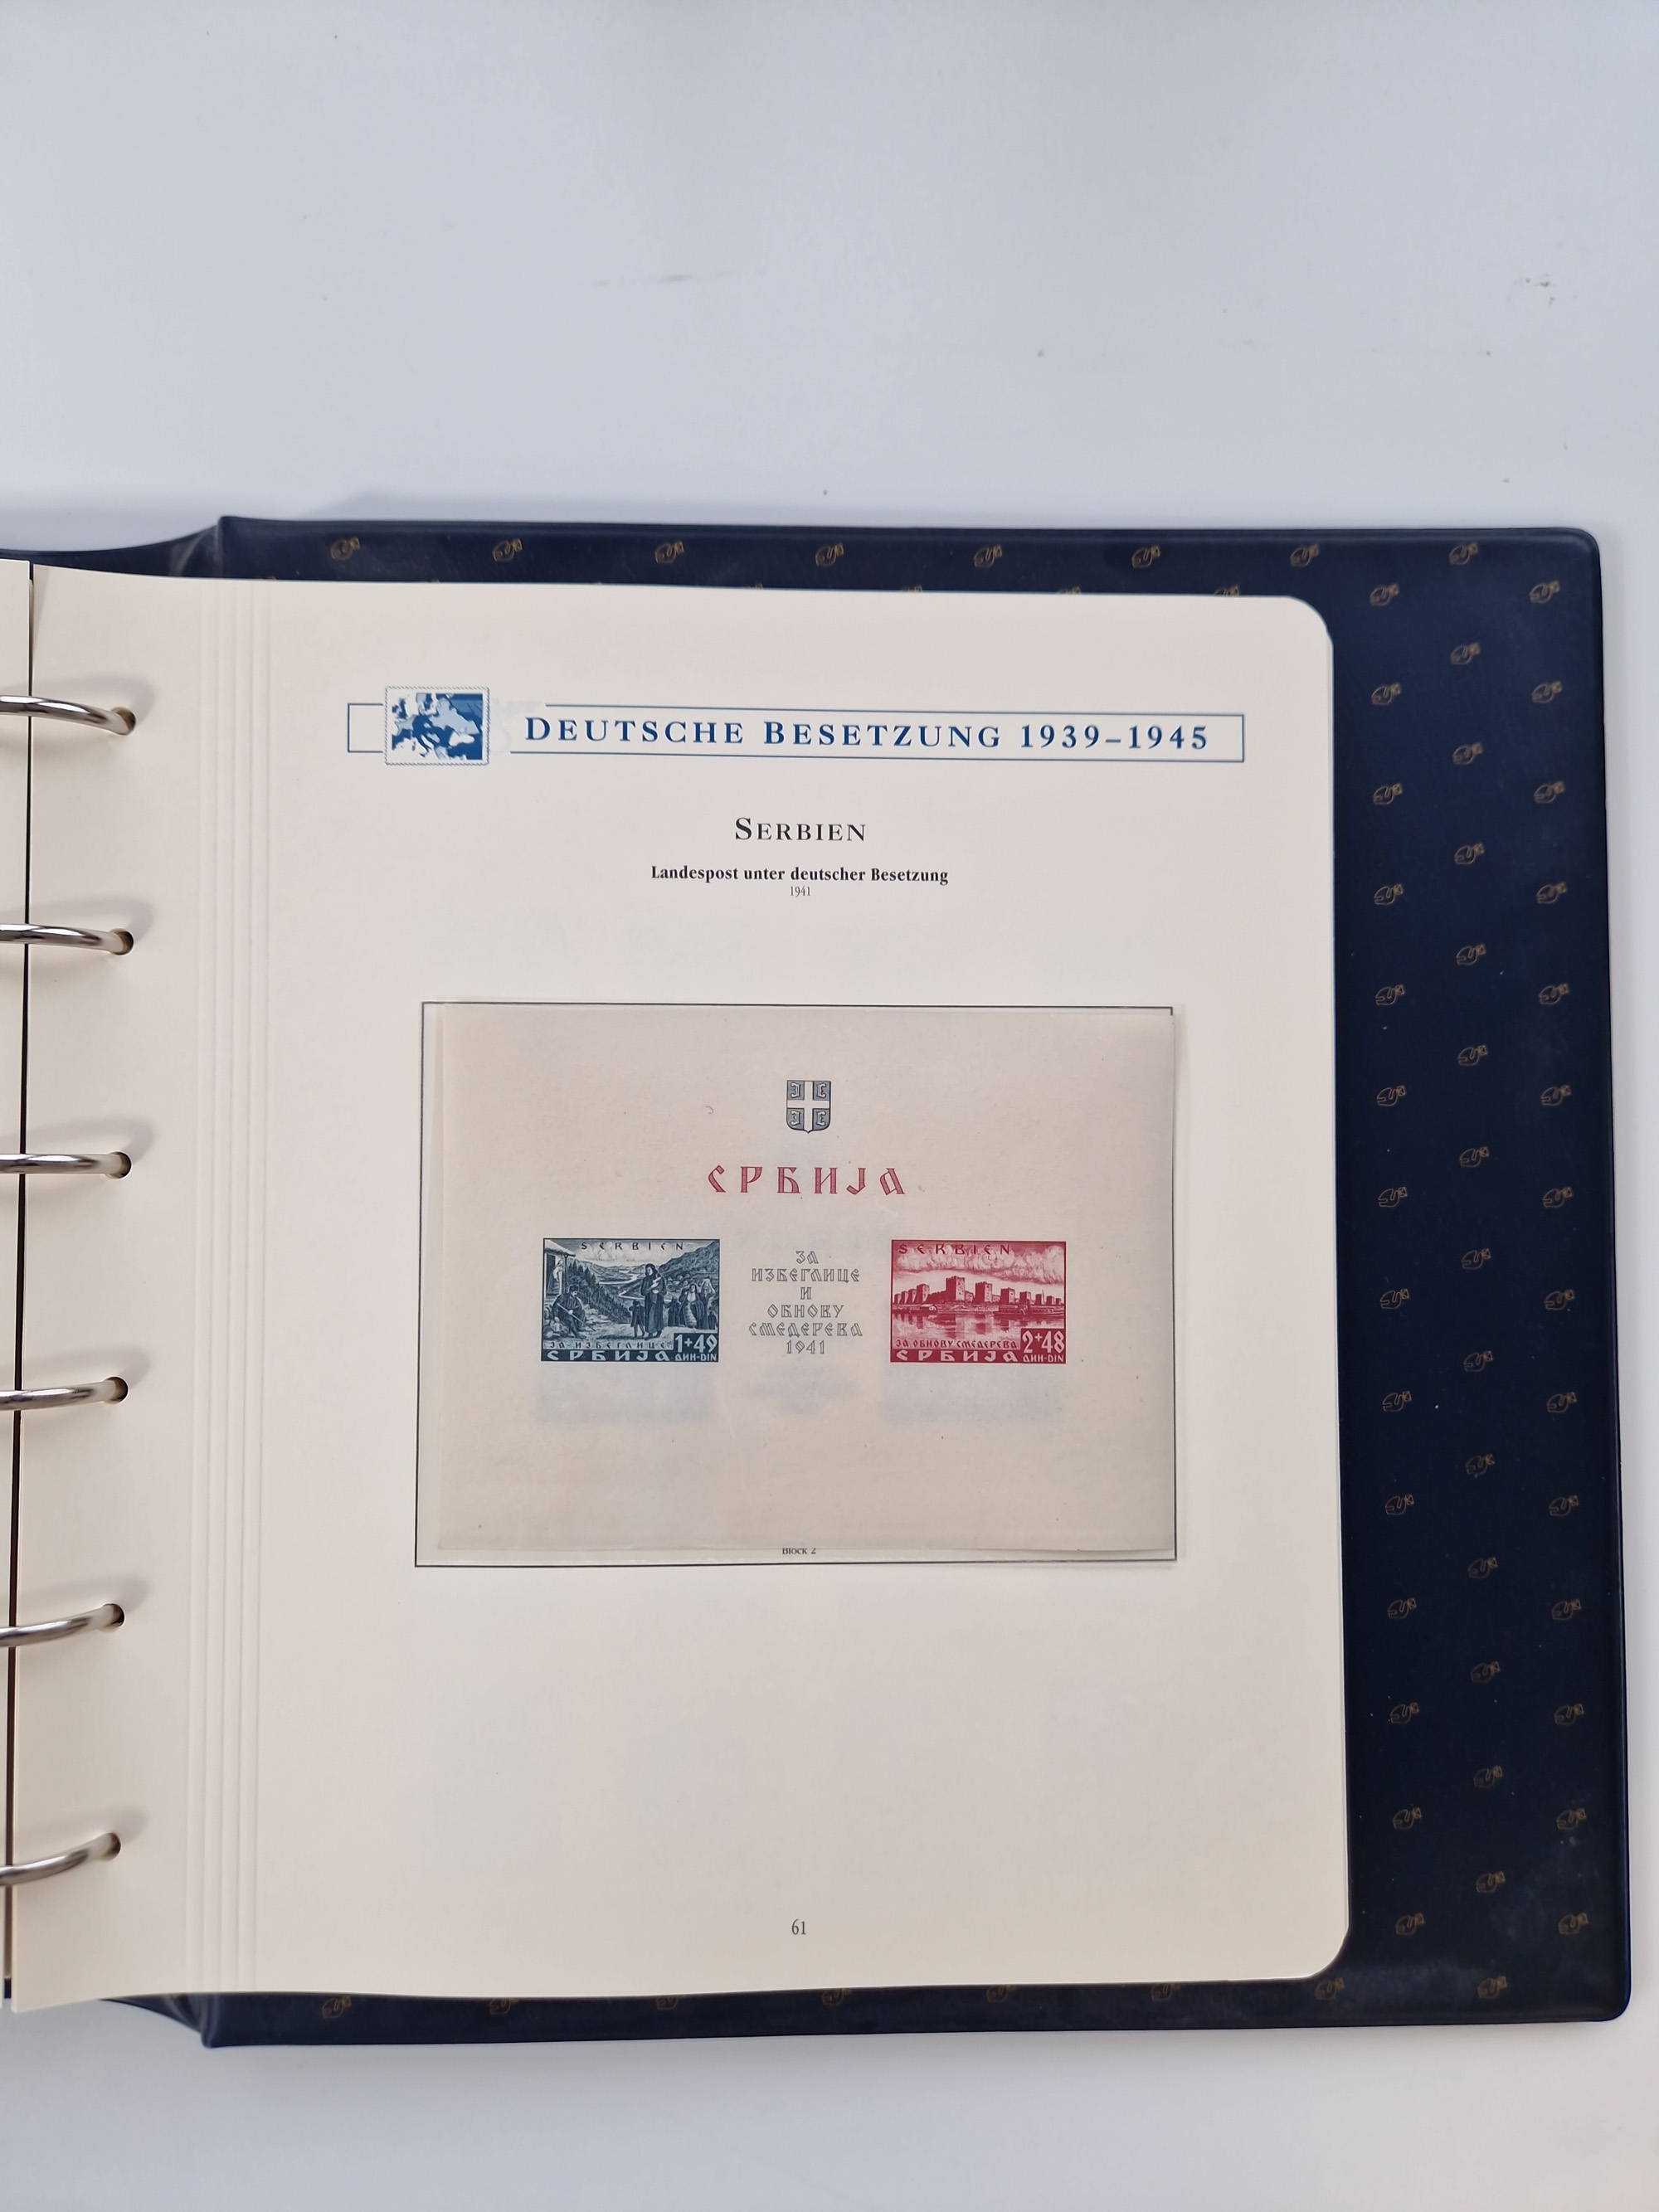 DEUTSCHE BESETZUNG 1939–1945
SERBIEN
Landespost unter deutscher Besetzung
1941
СРБИЈА
SERBIEN
ЗА ИЗБЕГЛИЦЕ
1+49
СРБИЈА
ДИН-DIN
ЗА
ИЗБЕГЛИЦЕ
И
ОБНОВУ
СМЕДЕРЕВА
1941
SERBIEN
ЗА ОБНОВУ СМЕДЕРЕВА
2+48
СРБИЈА
ДИН-DIN
Block 2
61